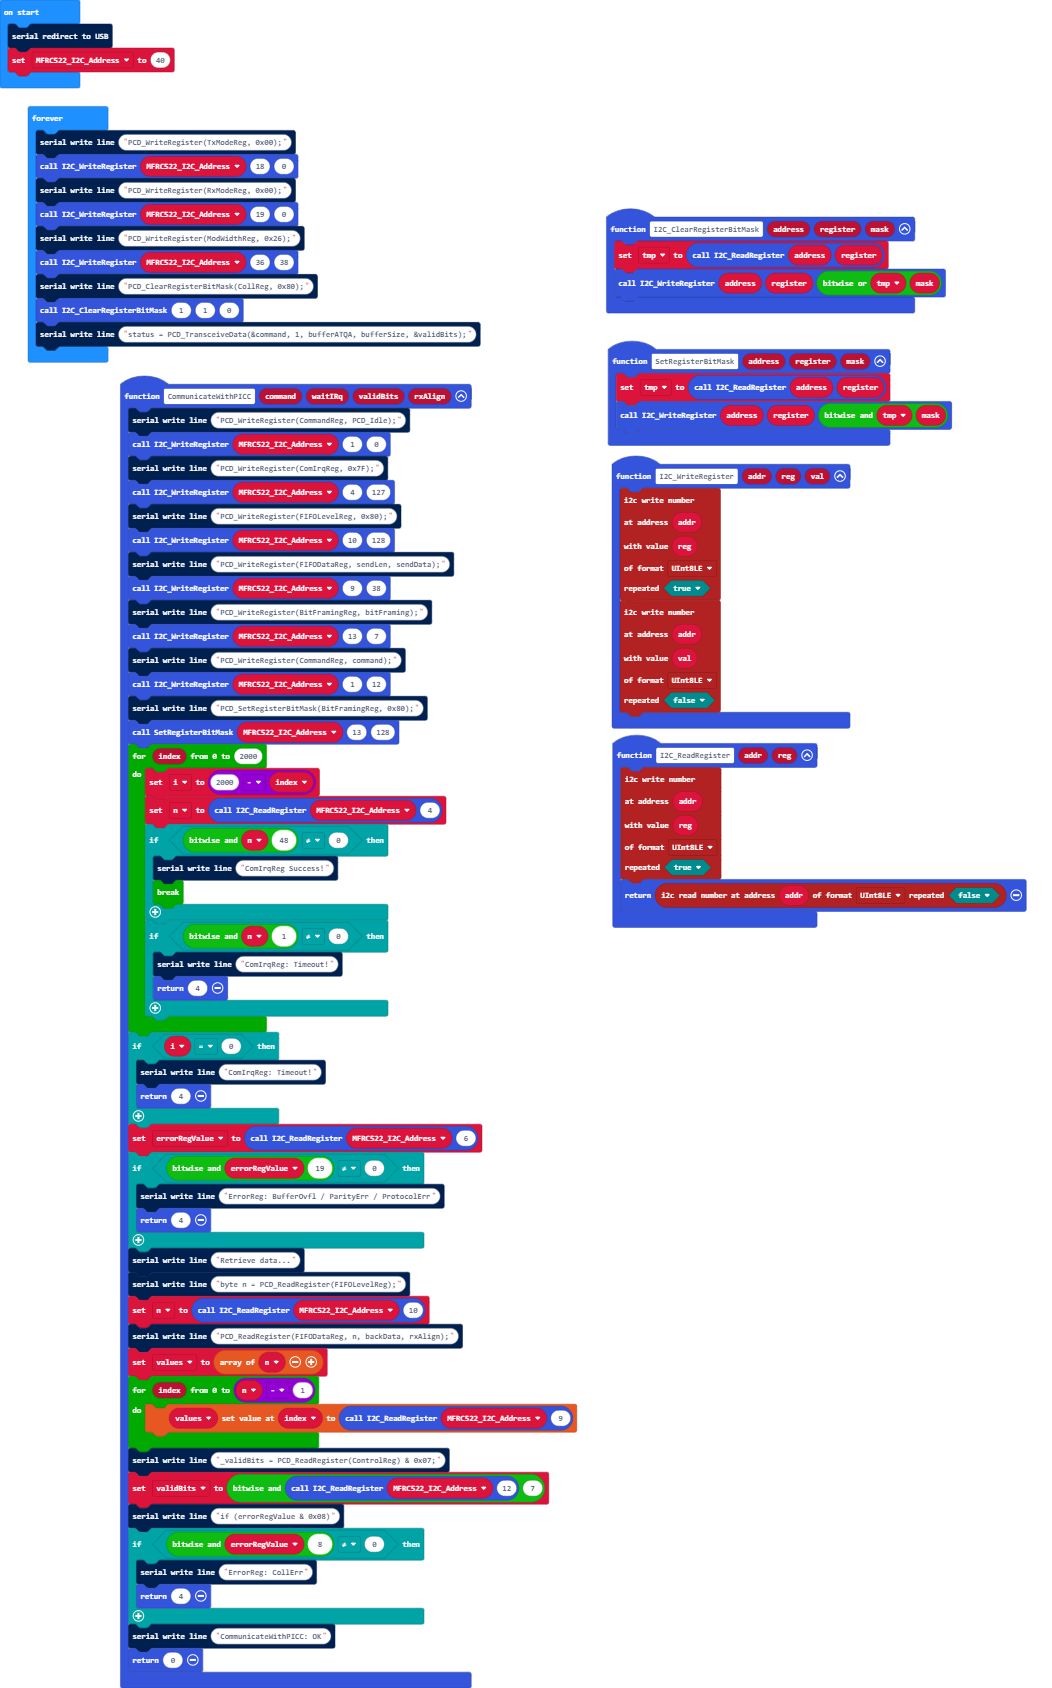 on start
serial redirect to USB
set MFRC522_I2C_Address to 40
forever
serial write line "PCD_WriteRegister(TxModeReg, 0x00);"
call I2C_WriteRegister MFRC522_I2C_Address 18 0
serial write line "PCD_WriteRegister(RxModeReg, 0x00);"
call I2C_WriteRegister MFRC522_I2C_Address 19 0
serial write line "PCD_WriteRegister(ModWidthReg, 0x26);"
call I2C_WriteRegister MFRC522_I2C_Address 36 38
serial write line "PCD_ClearRegisterBitMask(CollReg, 0x80);"
call I2C_ClearRegisterBitMask 1 1 0
serial write line "status = PCD_TransceiveData(&command, 1, bufferATQA, bufferSize, &validBits);"
function CommunicateWithPICC command waitIRq validBits rxAlign
serial write line "PCD_WriteRegister(CommandReg, PCD_Idle);"
call I2C_WriteRegister MFRC522_I2C_Address 1 0
serial write line "PCD_WriteRegister(ComIrqReg, 0x7F);"
call I2C_WriteRegister MFRC522_I2C_Address 4 127
serial write line "PCD_WriteRegister(FIFOLevelReg, 0x80);"
call I2C_WriteRegister MFRC522_I2C_Address 10 128
serial write line "PCD_WriteRegister(FIFODataReg, sendLen, sendData);"
call I2C_WriteRegister MFRC522_I2C_Address 9 38
serial write line "PCD_WriteRegister(BitFramingReg, bitFraming);"
call I2C_WriteRegister MFRC522_I2C_Address 13 7
serial write line "PCD_WriteRegister(CommandReg, command);"
call I2C_WriteRegister MFRC522_I2C_Address 1 12
serial write line "PCD_SetRegisterBitMask(BitFramingReg, 0x80);"
call SetRegisterBitMask MFRC522_I2C_Address 13 128
for index from 0 to 2000
do
set i to 2000 - index
set n to call I2C_ReadRegister MFRC522_I2C_Address 4
if bitwise and n 48 ≠ 0 then
serial write line "ComIrqReg Success!"
break
if bitwise and n 1 ≠ 0 then
serial write line "ComIrqReg: Timeout!"
return 4
if i = 0 then
serial write line "ComIrqReg: Timeout!"
return 4
set errorRegValue to call I2C_ReadRegister MFRC522_I2C_Address 6
if bitwise and errorRegValue 19 ≠ 0 then
serial write line "ErrorReg: BufferOvfl / ParityErr / ProtocolErr"
return 4
serial write line "Retrieve data..."
serial write line "byte n = PCD_ReadRegister(FIFOLevelReg);"
set n to call I2C_ReadRegister MFRC522_I2C_Address 10
serial write line "PCD_ReadRegister(FIFODataReg, n, backData, rxAlign);"
set values to array of n
for index from 0 to n - 1
do
values set value at index to call I2C_ReadRegister MFRC522_I2C_Address 9
serial write line "_validBits = PCD_ReadRegister(ControlReg) & 0x07;"
set validBits to bitwise and call I2C_ReadRegister MFRC522_I2C_Address 12 7
serial write line "if (errorRegValue & 0x08)"
if bitwise and errorRegValue 8 ≠ 0 then
serial write line "ErrorReg: CollErr"
return 4
serial write line "CommunicateWithPICC: OK"
return 0
function I2C_ClearRegisterBitMask address register mask
set tmp to call I2C_ReadRegister address register
call I2C_WriteRegister address register bitwise or tmp mask
function SetRegisterBitMask address register mask
set tmp to call I2C_ReadRegister address register
call I2C_WriteRegister address register bitwise and tmp mask
function I2C_WriteRegister addr reg val
i2c write number
at address addr
with value reg
of format UInt8LE
repeated true
i2c write number
at address addr
with value val
of format UInt8LE
repeated false
function I2C_ReadRegister addr reg
i2c write number
at address addr
with value reg
of format UInt8LE
repeated true
return i2c read number at address addr of format UInt8LE repeated false